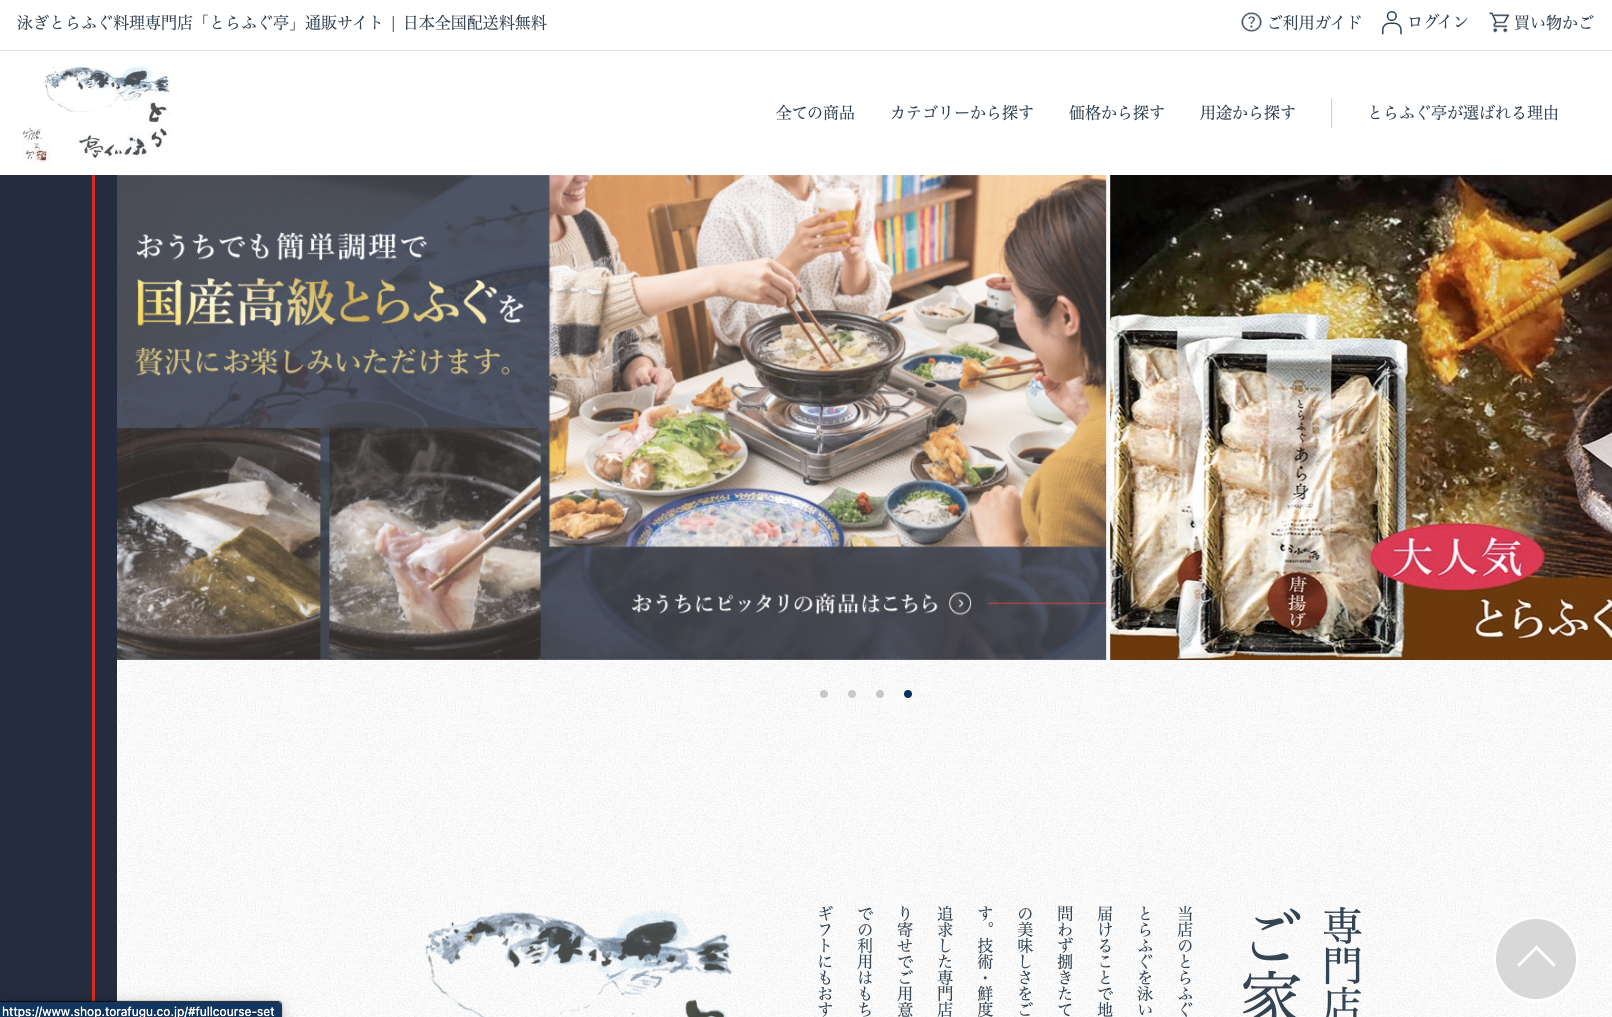 泳ぎとらふぐ料理専門店「とらふぐ亭」通販サイト | 日本全国配送料無料
ご利用ガイド
ログイン
買い物かご
とら
ふぐ
亭
全ての商品
カテゴリーから探す
価格から探す
用途から探す
とらふぐ亭が選ばれる理由
おうちでも簡単調理で
国産高級とらふぐを
贅沢にお楽しみいただけます。
おうちにピッタリの商品はこちら
とらふぐ
あら身
とらふぐ亭
唐揚げ
大人気
とらふぐ
専門店
ご家
当店のとらふぐ
とらふぐを泳い
届けることで地
問わず捌きたて
の美味しさをご
す。技術・鮮度
追求した専門店
り寄せでご用意
での利用はもち
ギフトにもおす
https://www.shop.torafugu.co.jp/#fullcourse-set